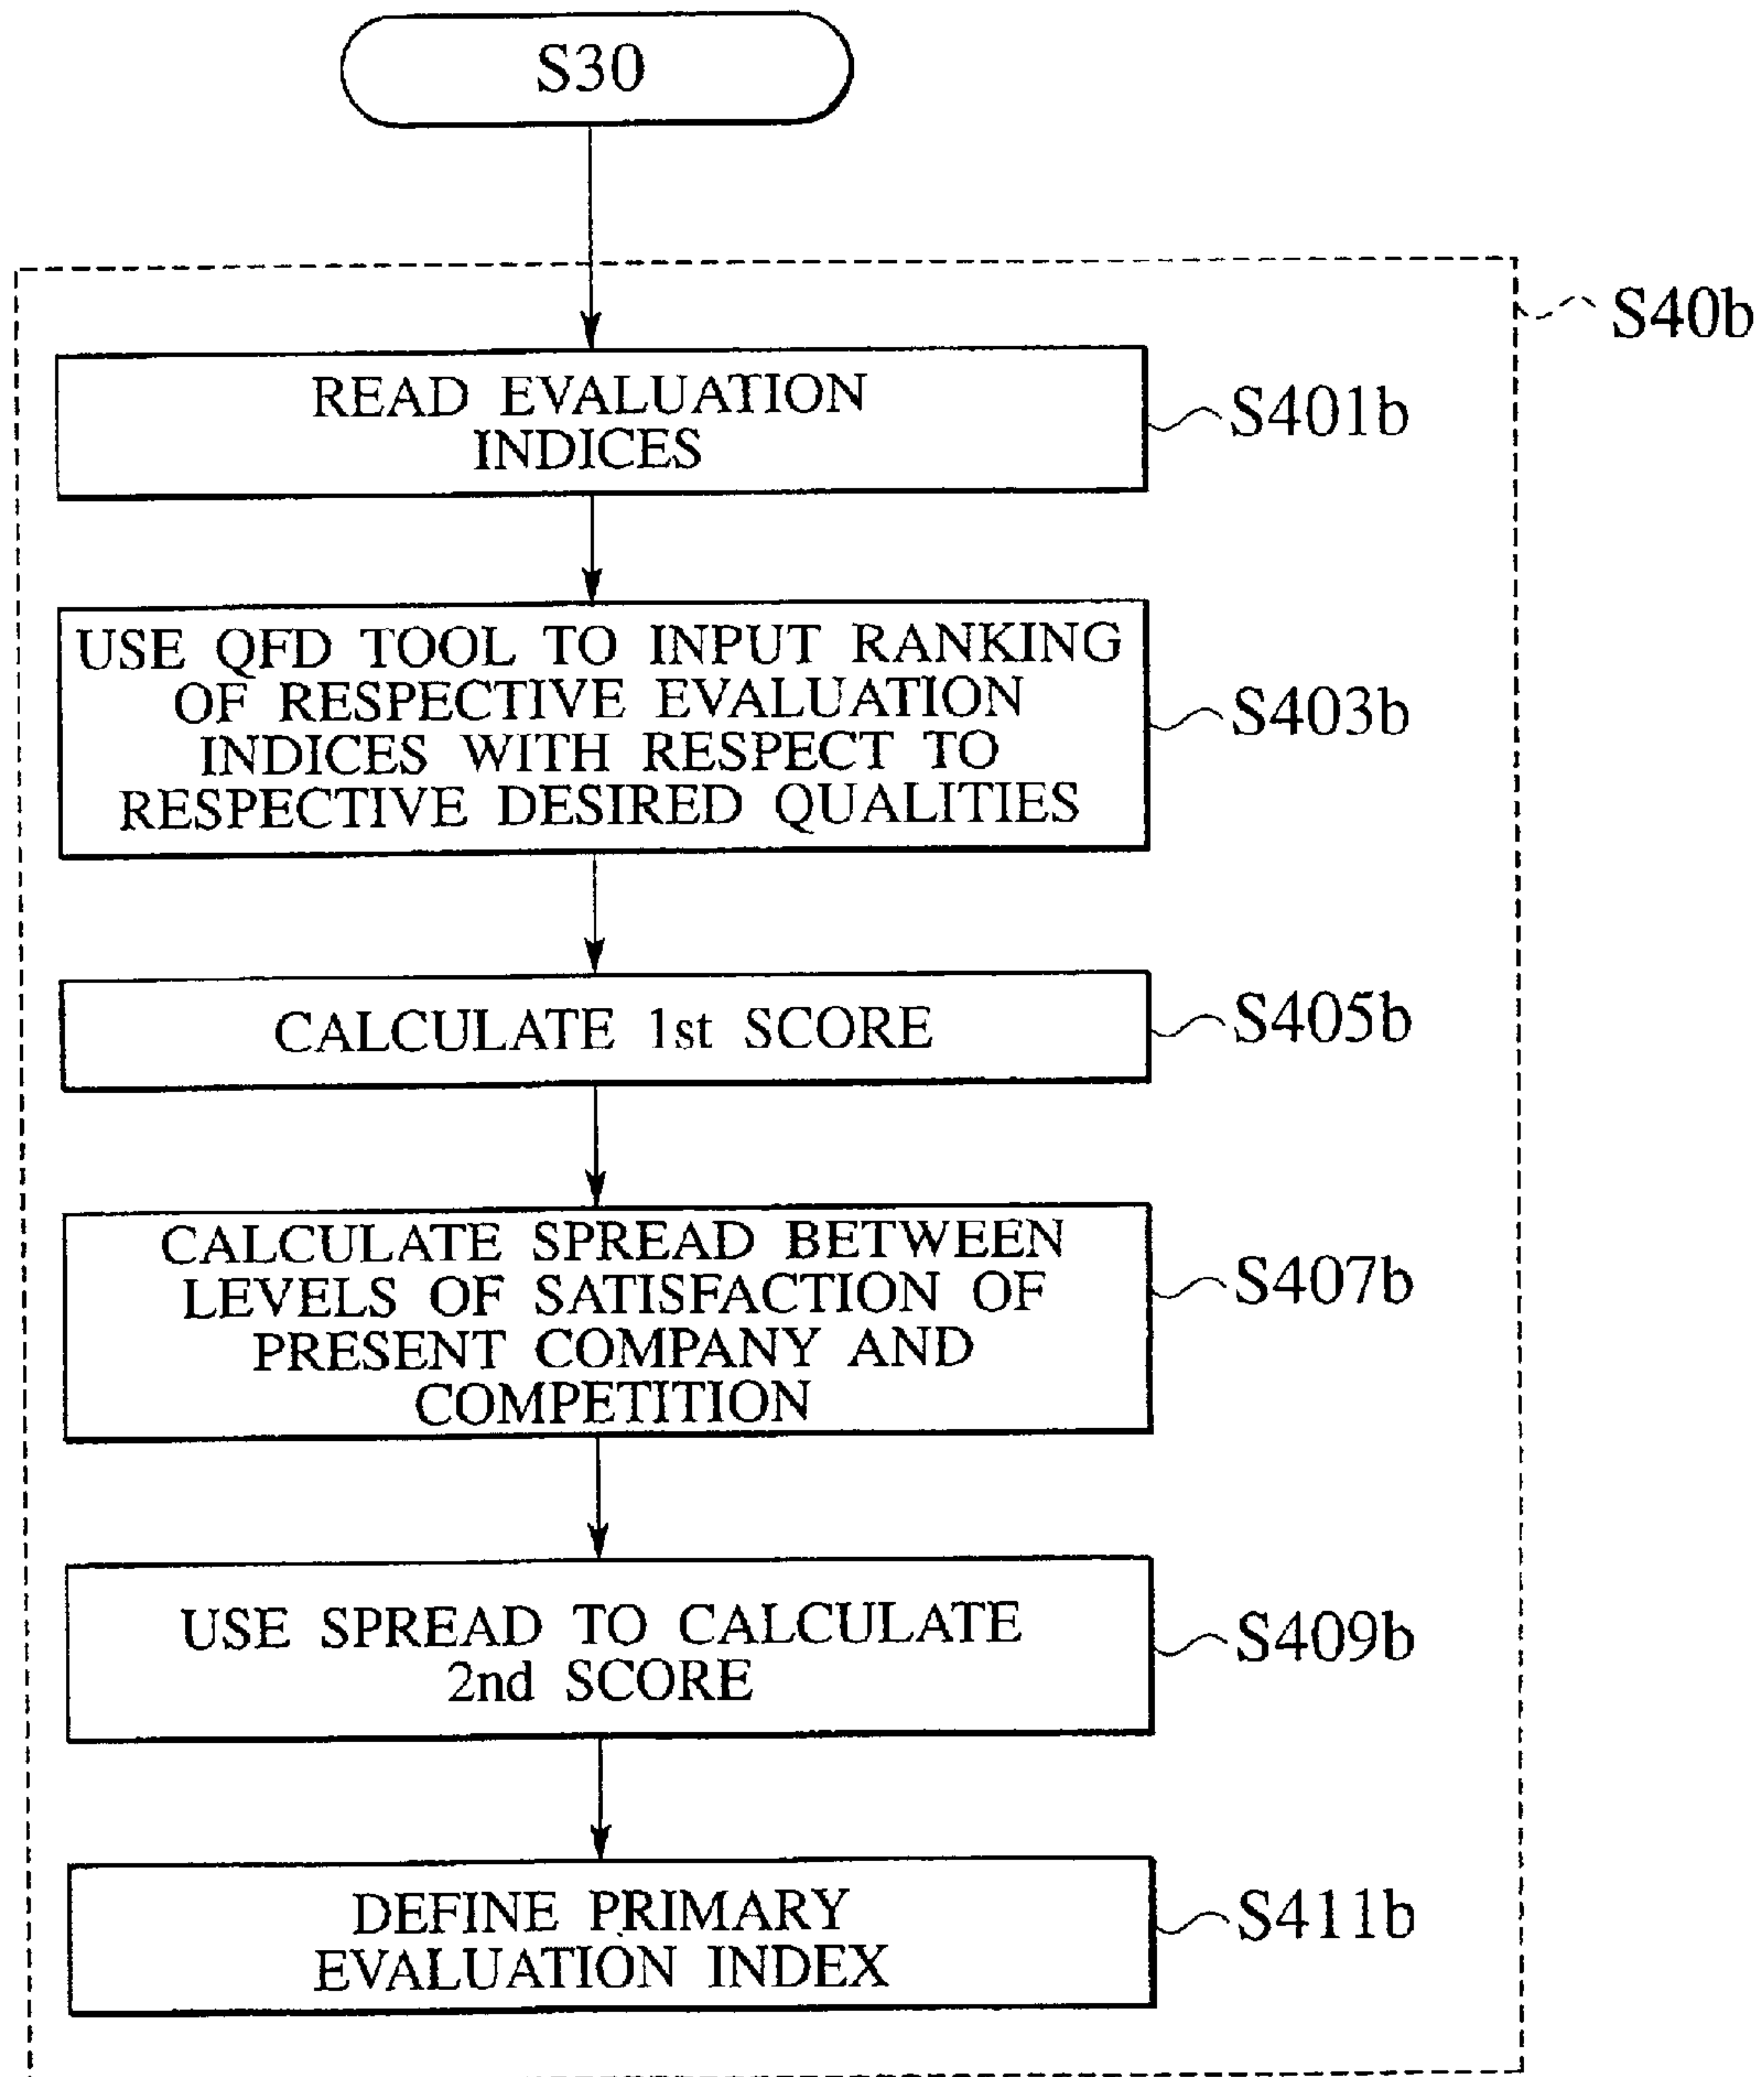 S30
S40b
READ EVALUATION
INDICES
S401b
USE QFD TOOL TO INPUT RANKING
OF RESPECTIVE EVALUATION
INDICES WITH RESPECT TO
RESPECTIVE DESIRED QUALITIES
S403b
CALCULATE 1st SCORE
S405b
CALCULATE SPREAD BETWEEN
LEVELS OF SATISFACTION OF
PRESENT COMPANY AND
COMPETITION
S407b
USE SPREAD TO CALCULATE
2nd SCORE
S409b
DEFINE PRIMARY
EVALUATION INDEX
S411b